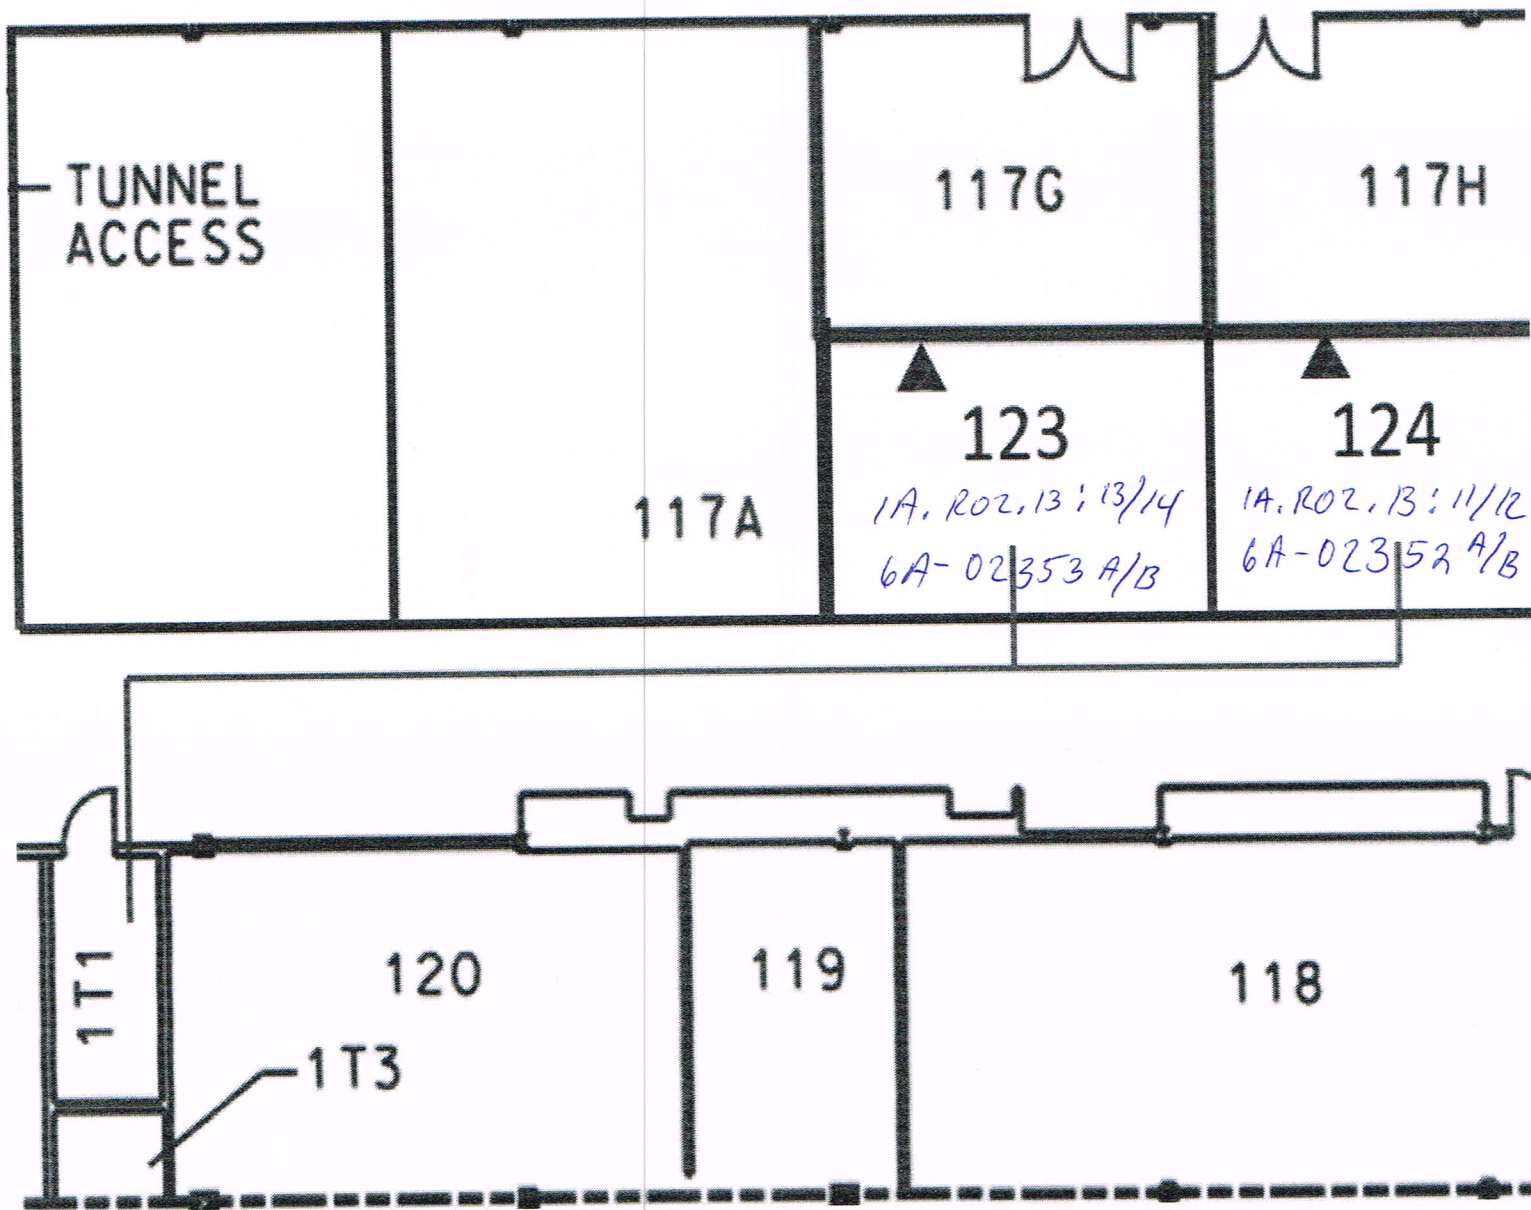 TUNNEL
ACCESS
117G
117H
117A
123
1A. R02.13 : 13/14
6A-02353 A/B
124
1A. R02.13 : 11/12
6A-02352 A/B
1T1
120
119
118
1T3